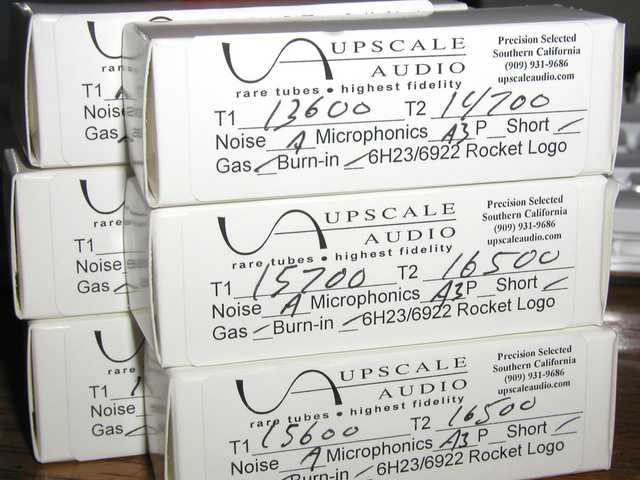 UPSCALE
AUDIO
rare tubes • highest fidelity
Precision Selected
Southern California
(909) 931-9686
upscaleaudio.com
T1 13600 T2 14700
Noise A Microphonics A3 P Short
Gas Burn-in 6H23/6922 Rocket Logo
UPSCALE
AUDIO
rare tubes • highest fidelity
Precision Selected
Southern California
(909) 931-9686
upscaleaudio.com
T1 15700 T2 16500
Noise A Microphonics A3 P Short
Gas Burn-in 6H23/6922 Rocket Logo
UPSCALE
AUDIO
rare tubes • highest fidelity
Precision Selected
Southern California
(909) 931-9686
upscaleaudio.com
T1 15600 T2 16500
Noise A Microphonics A3 P Short
Burn-in 6H23/6922 Rocket Logo
rare
T1
Noise
Gas
rare
T1
Noise
Gas
rare
T1
Noise
Gas